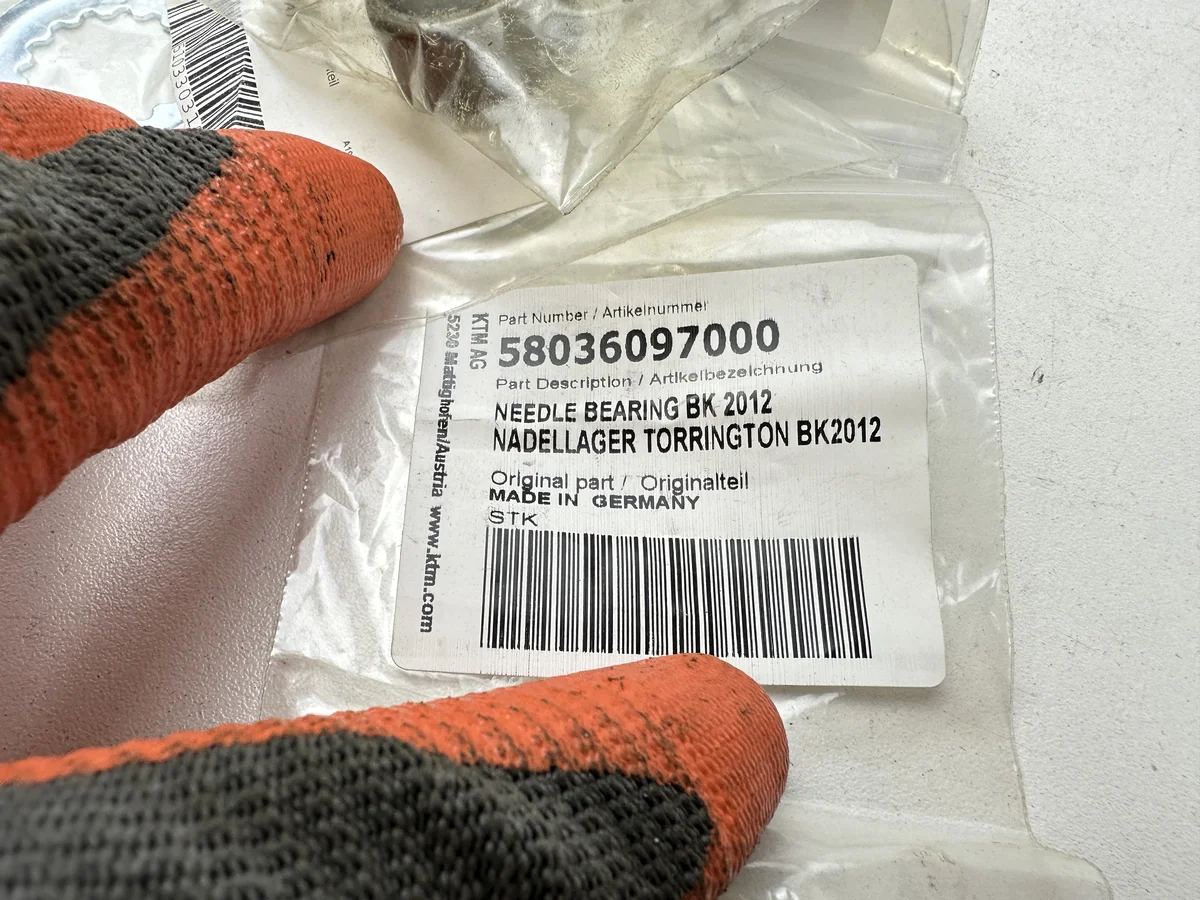 Part Number / Artikelnummer
58036097000
Part Description / Artikelbezeichnung
NEEDLE BEARING BK 2012
NADELLAGER TORRINGTON BK2012
Original part / Originalteil
MADE IN GERMANY
STK
KTM AG
5230 Mattighofen/Austria www.ktm.com